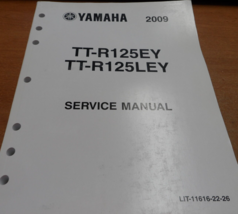 YAMAHA 2009
TT-R125EY
TT-R125LEY
SERVICE MANUAL
LIT-11616-22-26